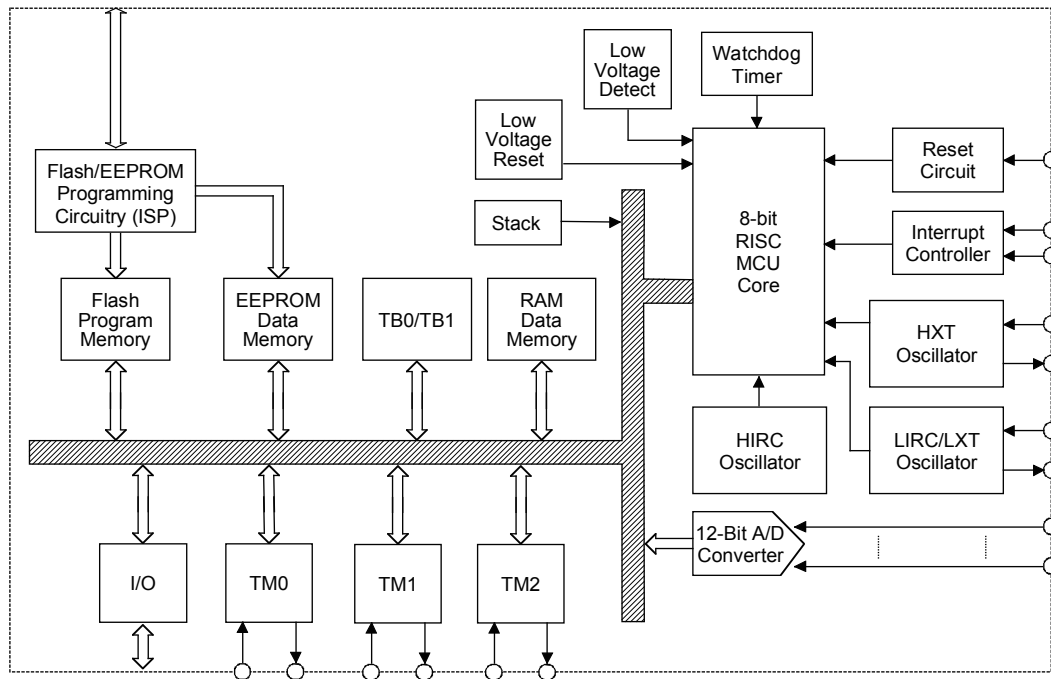 Low
Voltage
Detect
Watchdog
Timer
Low
Voltage
Reset
Flash/EEPROM
Programming
Circuitry (ISP)
Stack
8-bit
RISC
MCU
Core
Reset
Circuit
Interrupt
Controller
Flash
Program
Memory
EEPROM
Data
Memory
TB0/TB1
RAM
Data
Memory
HXT
Oscillator
HIRC
Oscillator
LIRC/LXT
Oscillator
12-Bit A/D
Converter
I/O
TM0
TM1
TM2